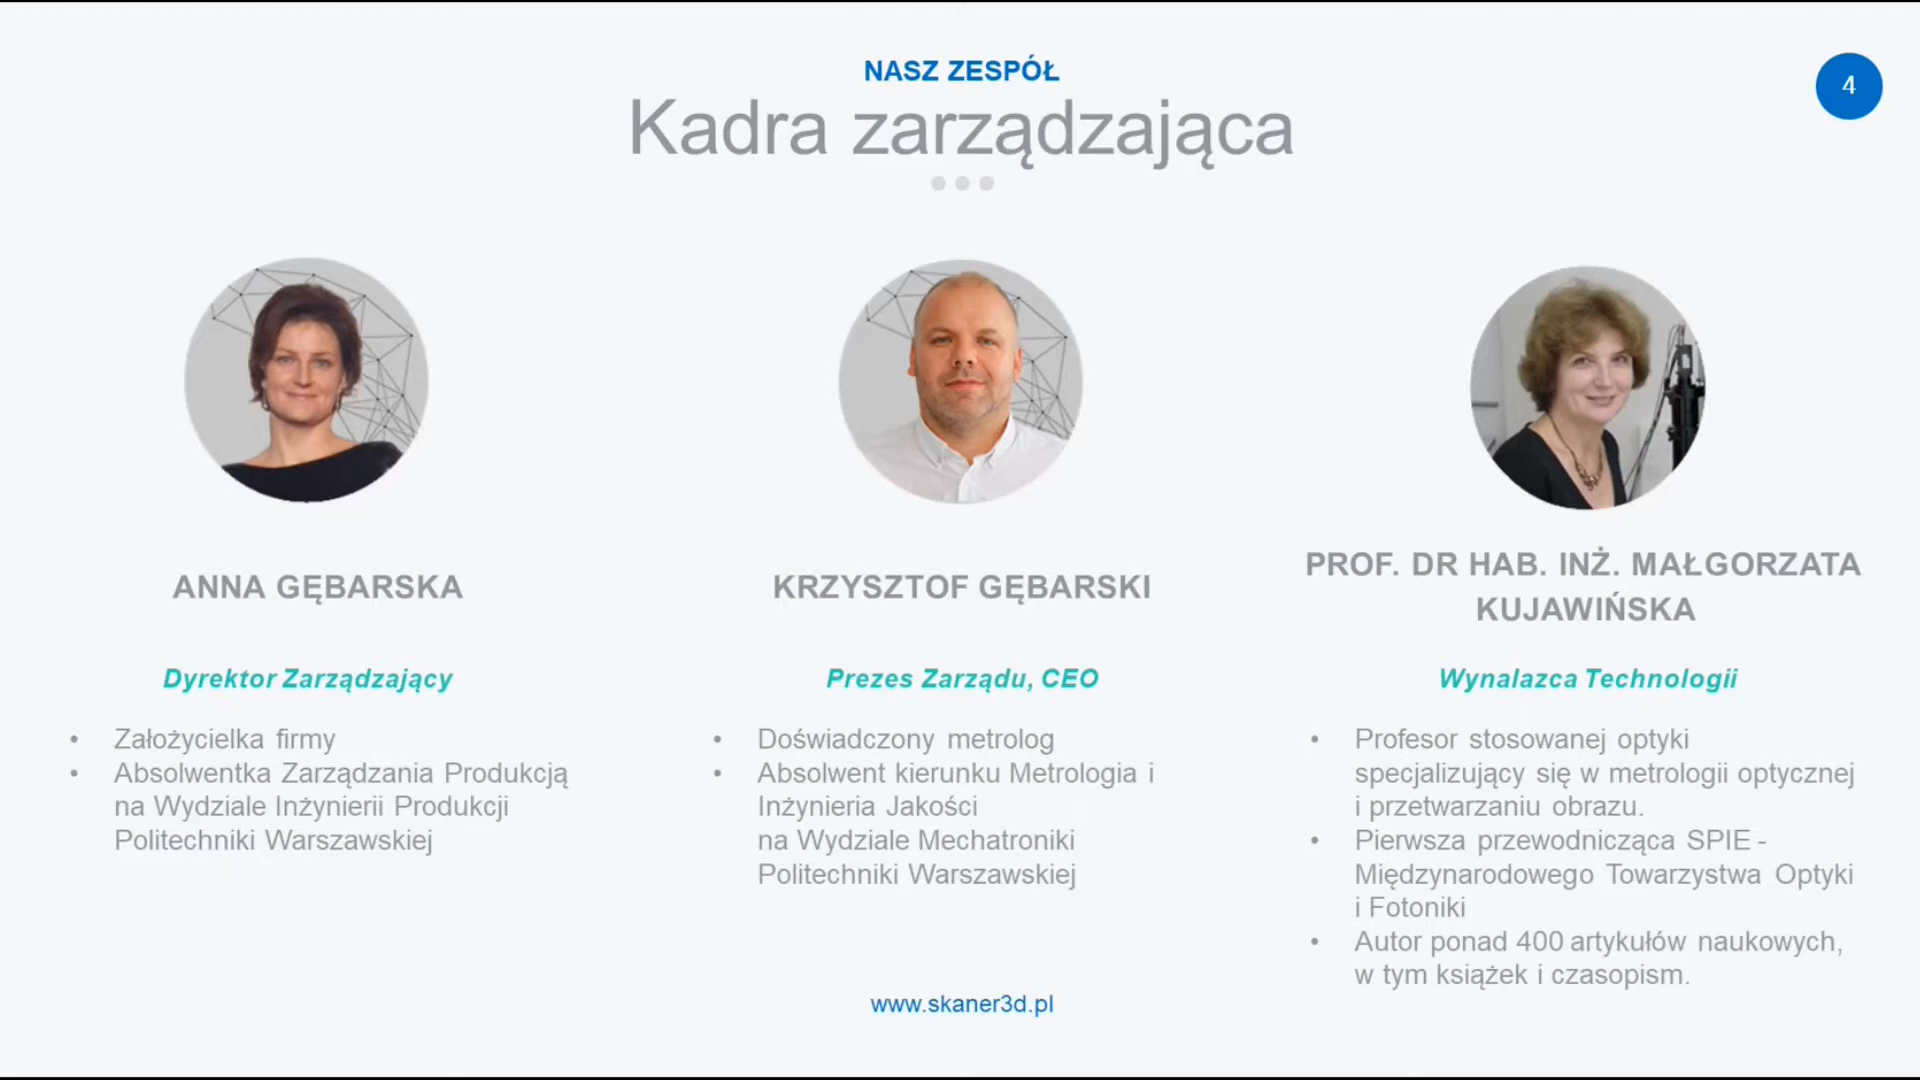 NASZ ZESPÓŁ
Kadra zarządzająca
4
ANNA GĘBARSKA
Dyrektor Zarządzający
• Założycielka firmy
• Absolwentka Zarządzania Produkcją
na Wydziale Inżynierii Produkcji
Politechniki Warszawskiej
KRZYSZTOF GĘBARSKI
Prezes Zarządu, CEO
• Doświadczony metrolog
• Absolwent kierunku Metrologia i
Inżynieria Jakości
na Wydziale Mechatroniki
Politechniki Warszawskiej
PROF. DR HAB. INŻ. MAŁGORZATA
KUJAWIŃSKA
Wynalazca Technologii
• Profesor stosowanej optyki
specjalizujący się w metrologii optycznej
i przetwarzaniu obrazu.
• Pierwsza przewodnicząca SPIE -
Międzynarodowego Towarzystwa Optyki
i Fotoniki
• Autor ponad 400 artykułów naukowych,
w tym książek i czasopism.
www.skaner3d.pl